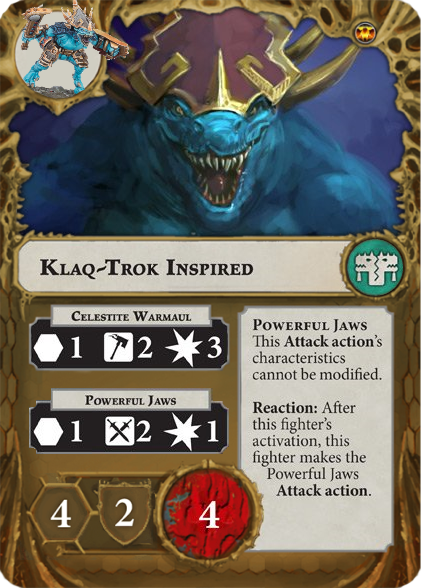 Klaq-Trok Inspired
Celestite Warmaul
1 2 3
Powerful Jaws
1 2 1
4 2 4
Powerful Jaws
This Attack action's
characteristics
cannot be modified.
Reaction: After
this fighter's
activation, this
fighter makes the
Powerful Jaws
Attack action.